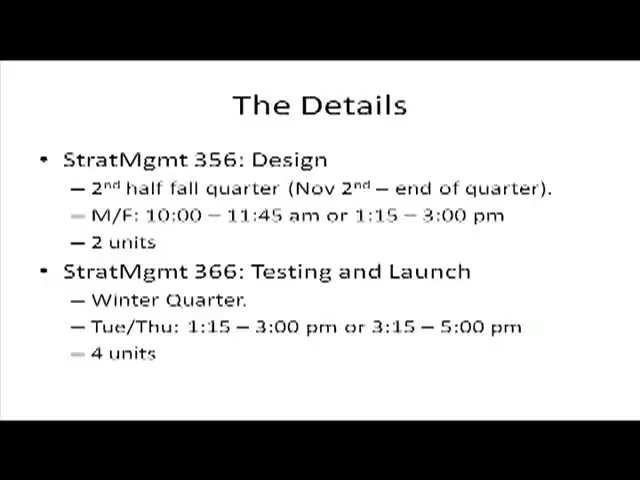 The Details
• StratMgmt 356: Design
– 2nd half fall quarter (Nov 2nd – end of quarter).
– M/F: 10:00 – 11:45 am or 1:15 – 3:00 pm
– 2 units
• StratMgmt 366: Testing and Launch
– Winter Quarter.
– Tue/Thu: 1:15 – 3:00 pm or 3:15 – 5:00 pm
– 4 units